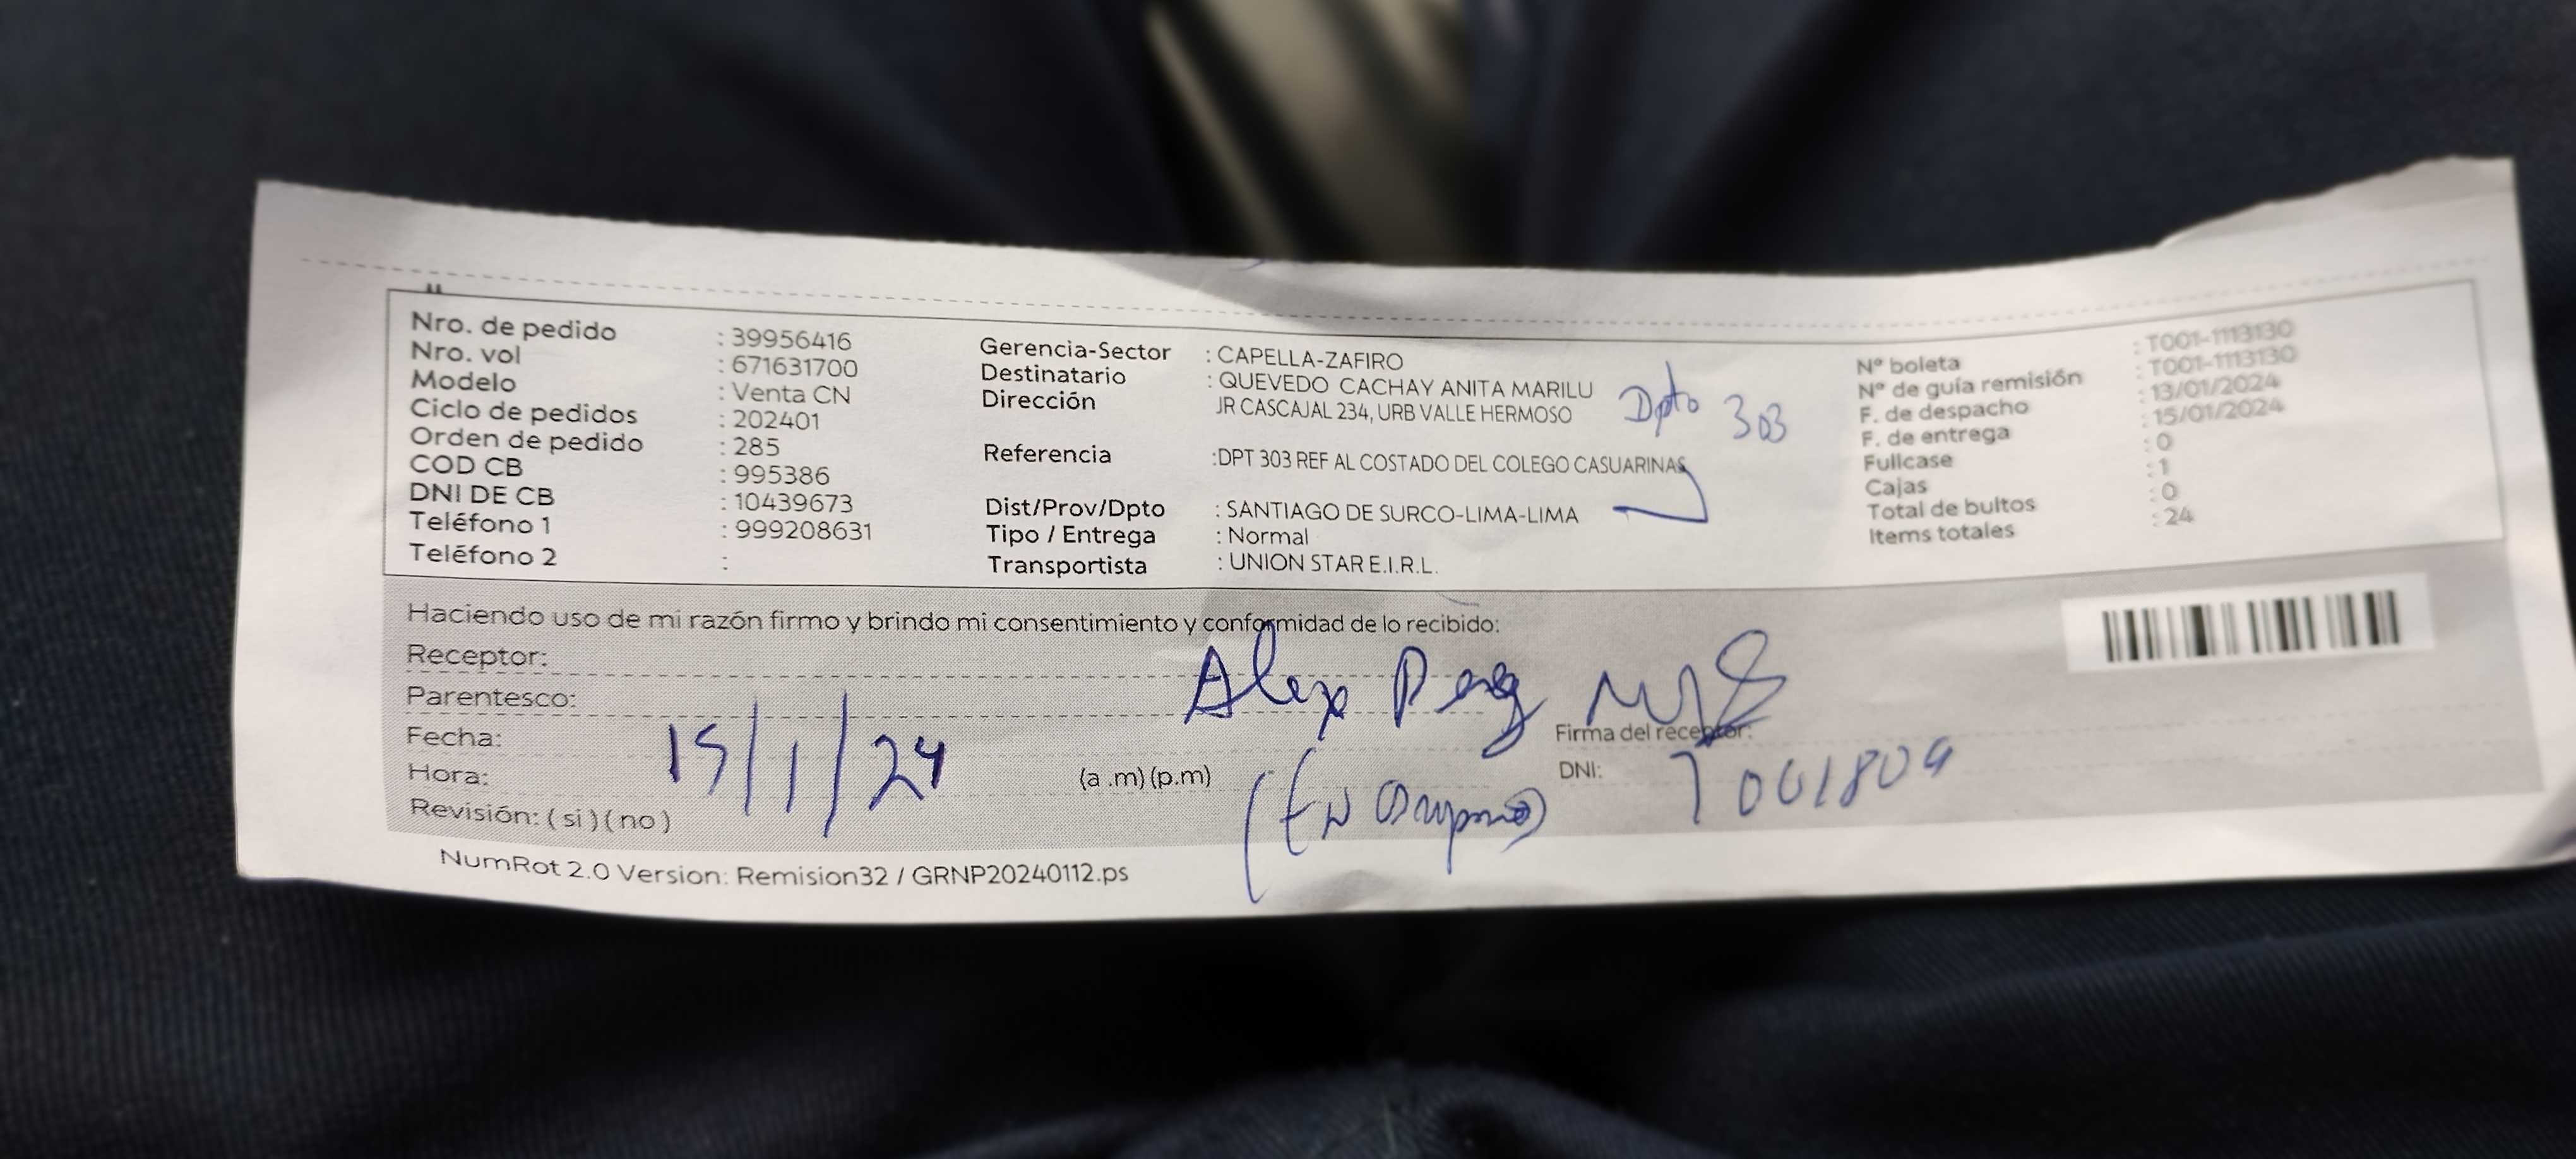 Nro. de pedido : 39956416
Nro. vol : 671631700
Modelo : Venta CN
Ciclo de pedidos : 202401
Orden de pedido : 285
COD CB : 995386
DNI DE CB : 10439673
Teléfono 1 : 999208631
Teléfono 2 :
Gerencia-Sector : CAPELLA-ZAFIRO
Destinatario : QUEVEDO CACHAY ANITA MARILU
Dirección JR CASCAJAL 234, URB VALLE HERMOSO
Dpto 303
Referencia :DPT 303 REF AL COSTADO DEL COLEGO CASUARINAS
Dist/Prov/Dpto : SANTIAGO DE SURCO-LIMA-LIMA
Tipo / Entrega : Normal
Transportista : UNION STAR E.I.R.L.
Nº boleta : T001-1113130
Nº de guía remisión : T001-1113130
F. de despacho : 13/01/2024
F. de entrega : 15/01/2024
Fullcase : 0
Cajas : 1
Total de bultos : 0
Items totales : 24
Haciendo uso de mi razón firmo y brindo mi consentimiento y conformidad de lo recibido:
Receptor: Alex
Parentesco:
Fecha: 15/1/24
Hora: (a .m) (p.m)
Revisión: ( si ) ( no )
Firma del receptor:
DNI:
NumRot 2.0 Version: Remision32 / GRNP20240112.ps